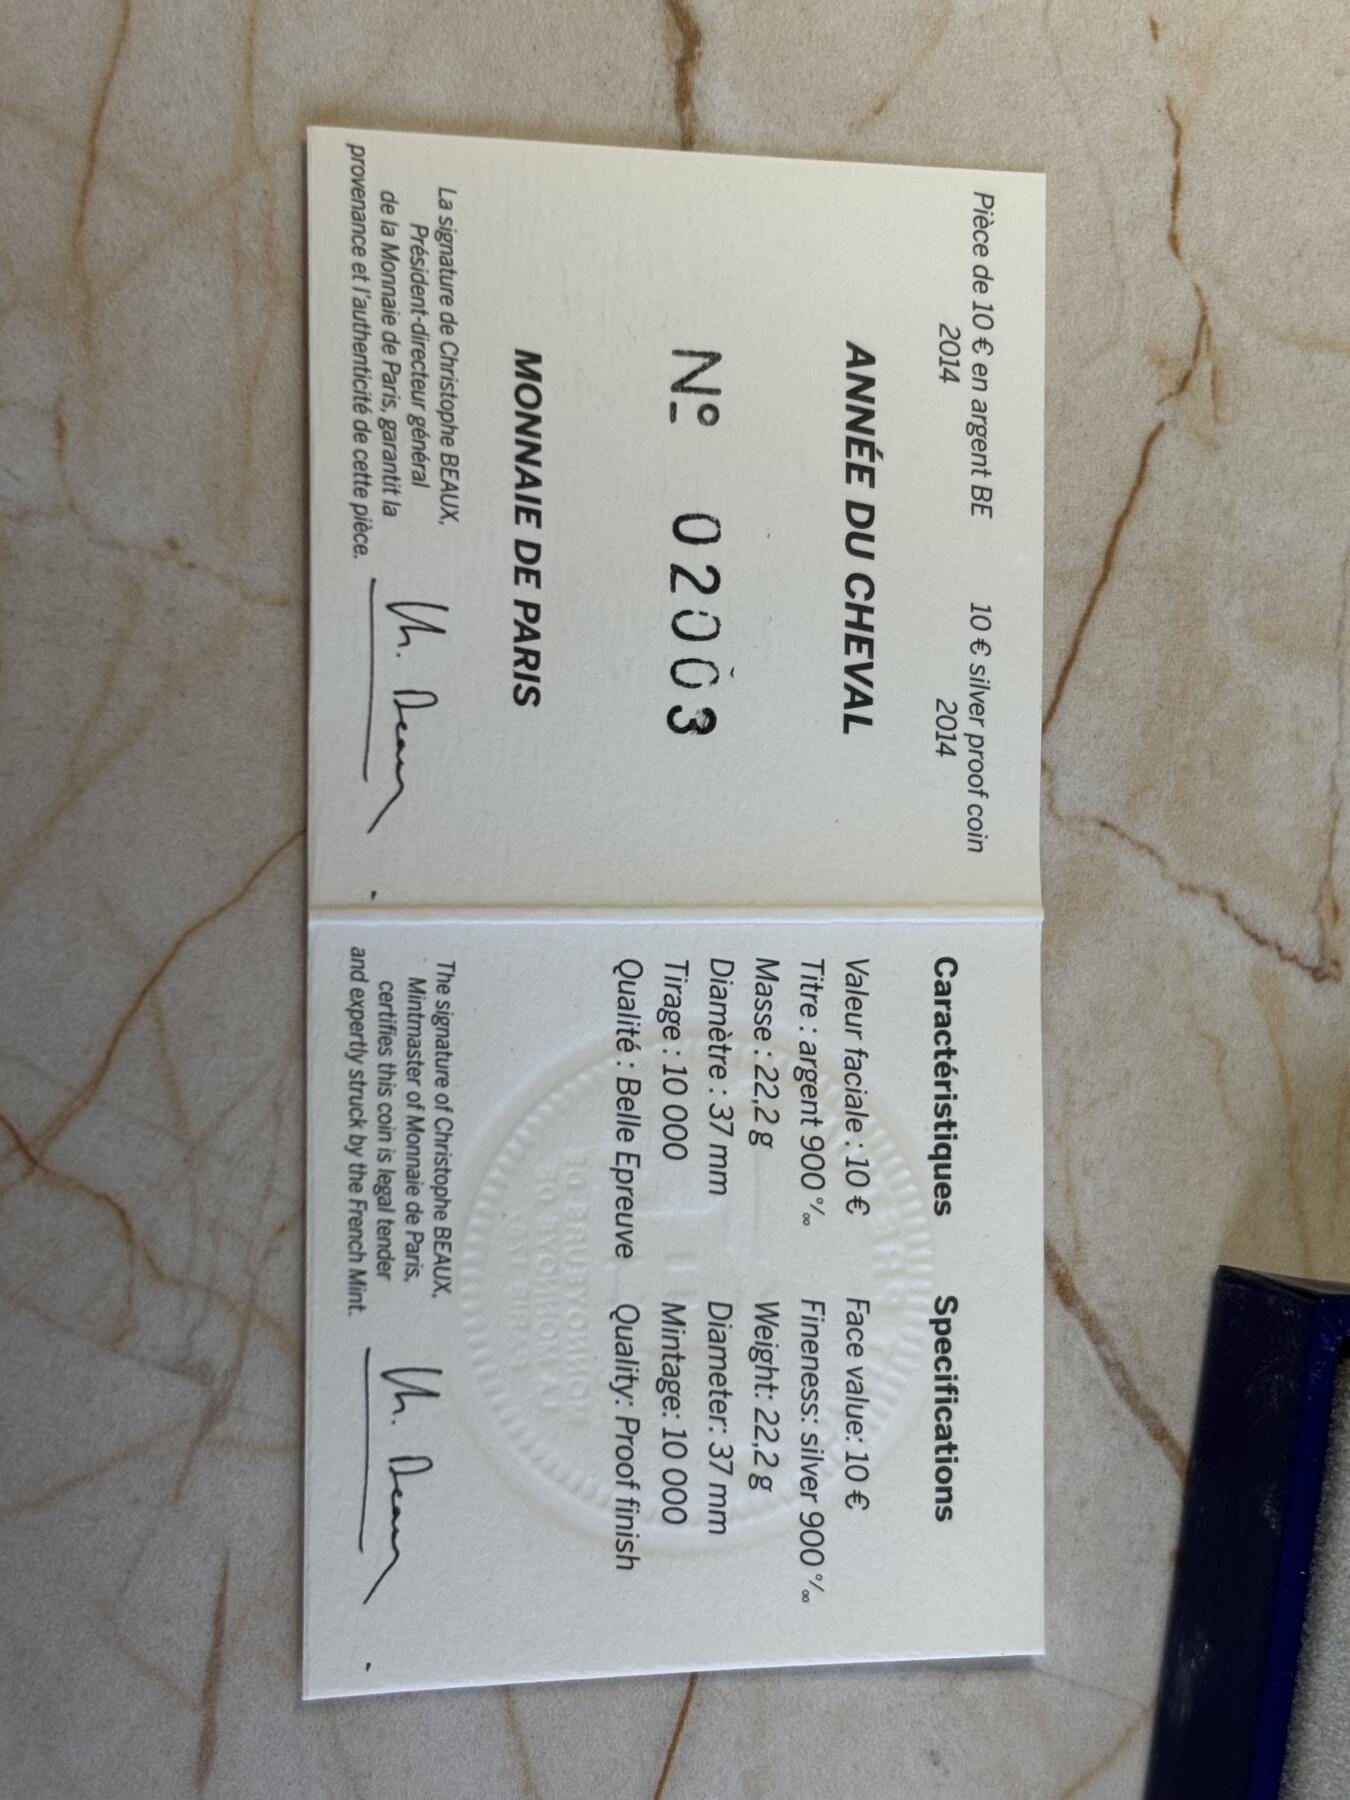 Pièce de 10 € en argent BE
2014
10 € silver proof coin
2014
ANNÉE DU CHEVAL
Nº 02003
MONNAIE DE PARIS
La signature de Christophe BEAUX,
Président-directeur général
de la Monnaie de Paris, garantit la
provenance et l'authenticité de cette pièce.
Ch. Beaux
Caractéristiques
Valeur faciale : 10 €
Titre : argent 900 ‰
Masse : 22,2 g
Diamètre : 37 mm
Tirage : 10 000
Qualité : Belle Epreuve
Specifications
Face value: 10 €
Fineness: silver 900 ‰
Weight: 22,2 g
Diameter: 37 mm
Mintage: 10 000
Quality: Proof finish
The signature of Christophe BEAUX,
Mintmaster of Monnaie de Paris,
certifies this coin is legal tender
and expertly struck by the French Mint.
Ch. Beaux